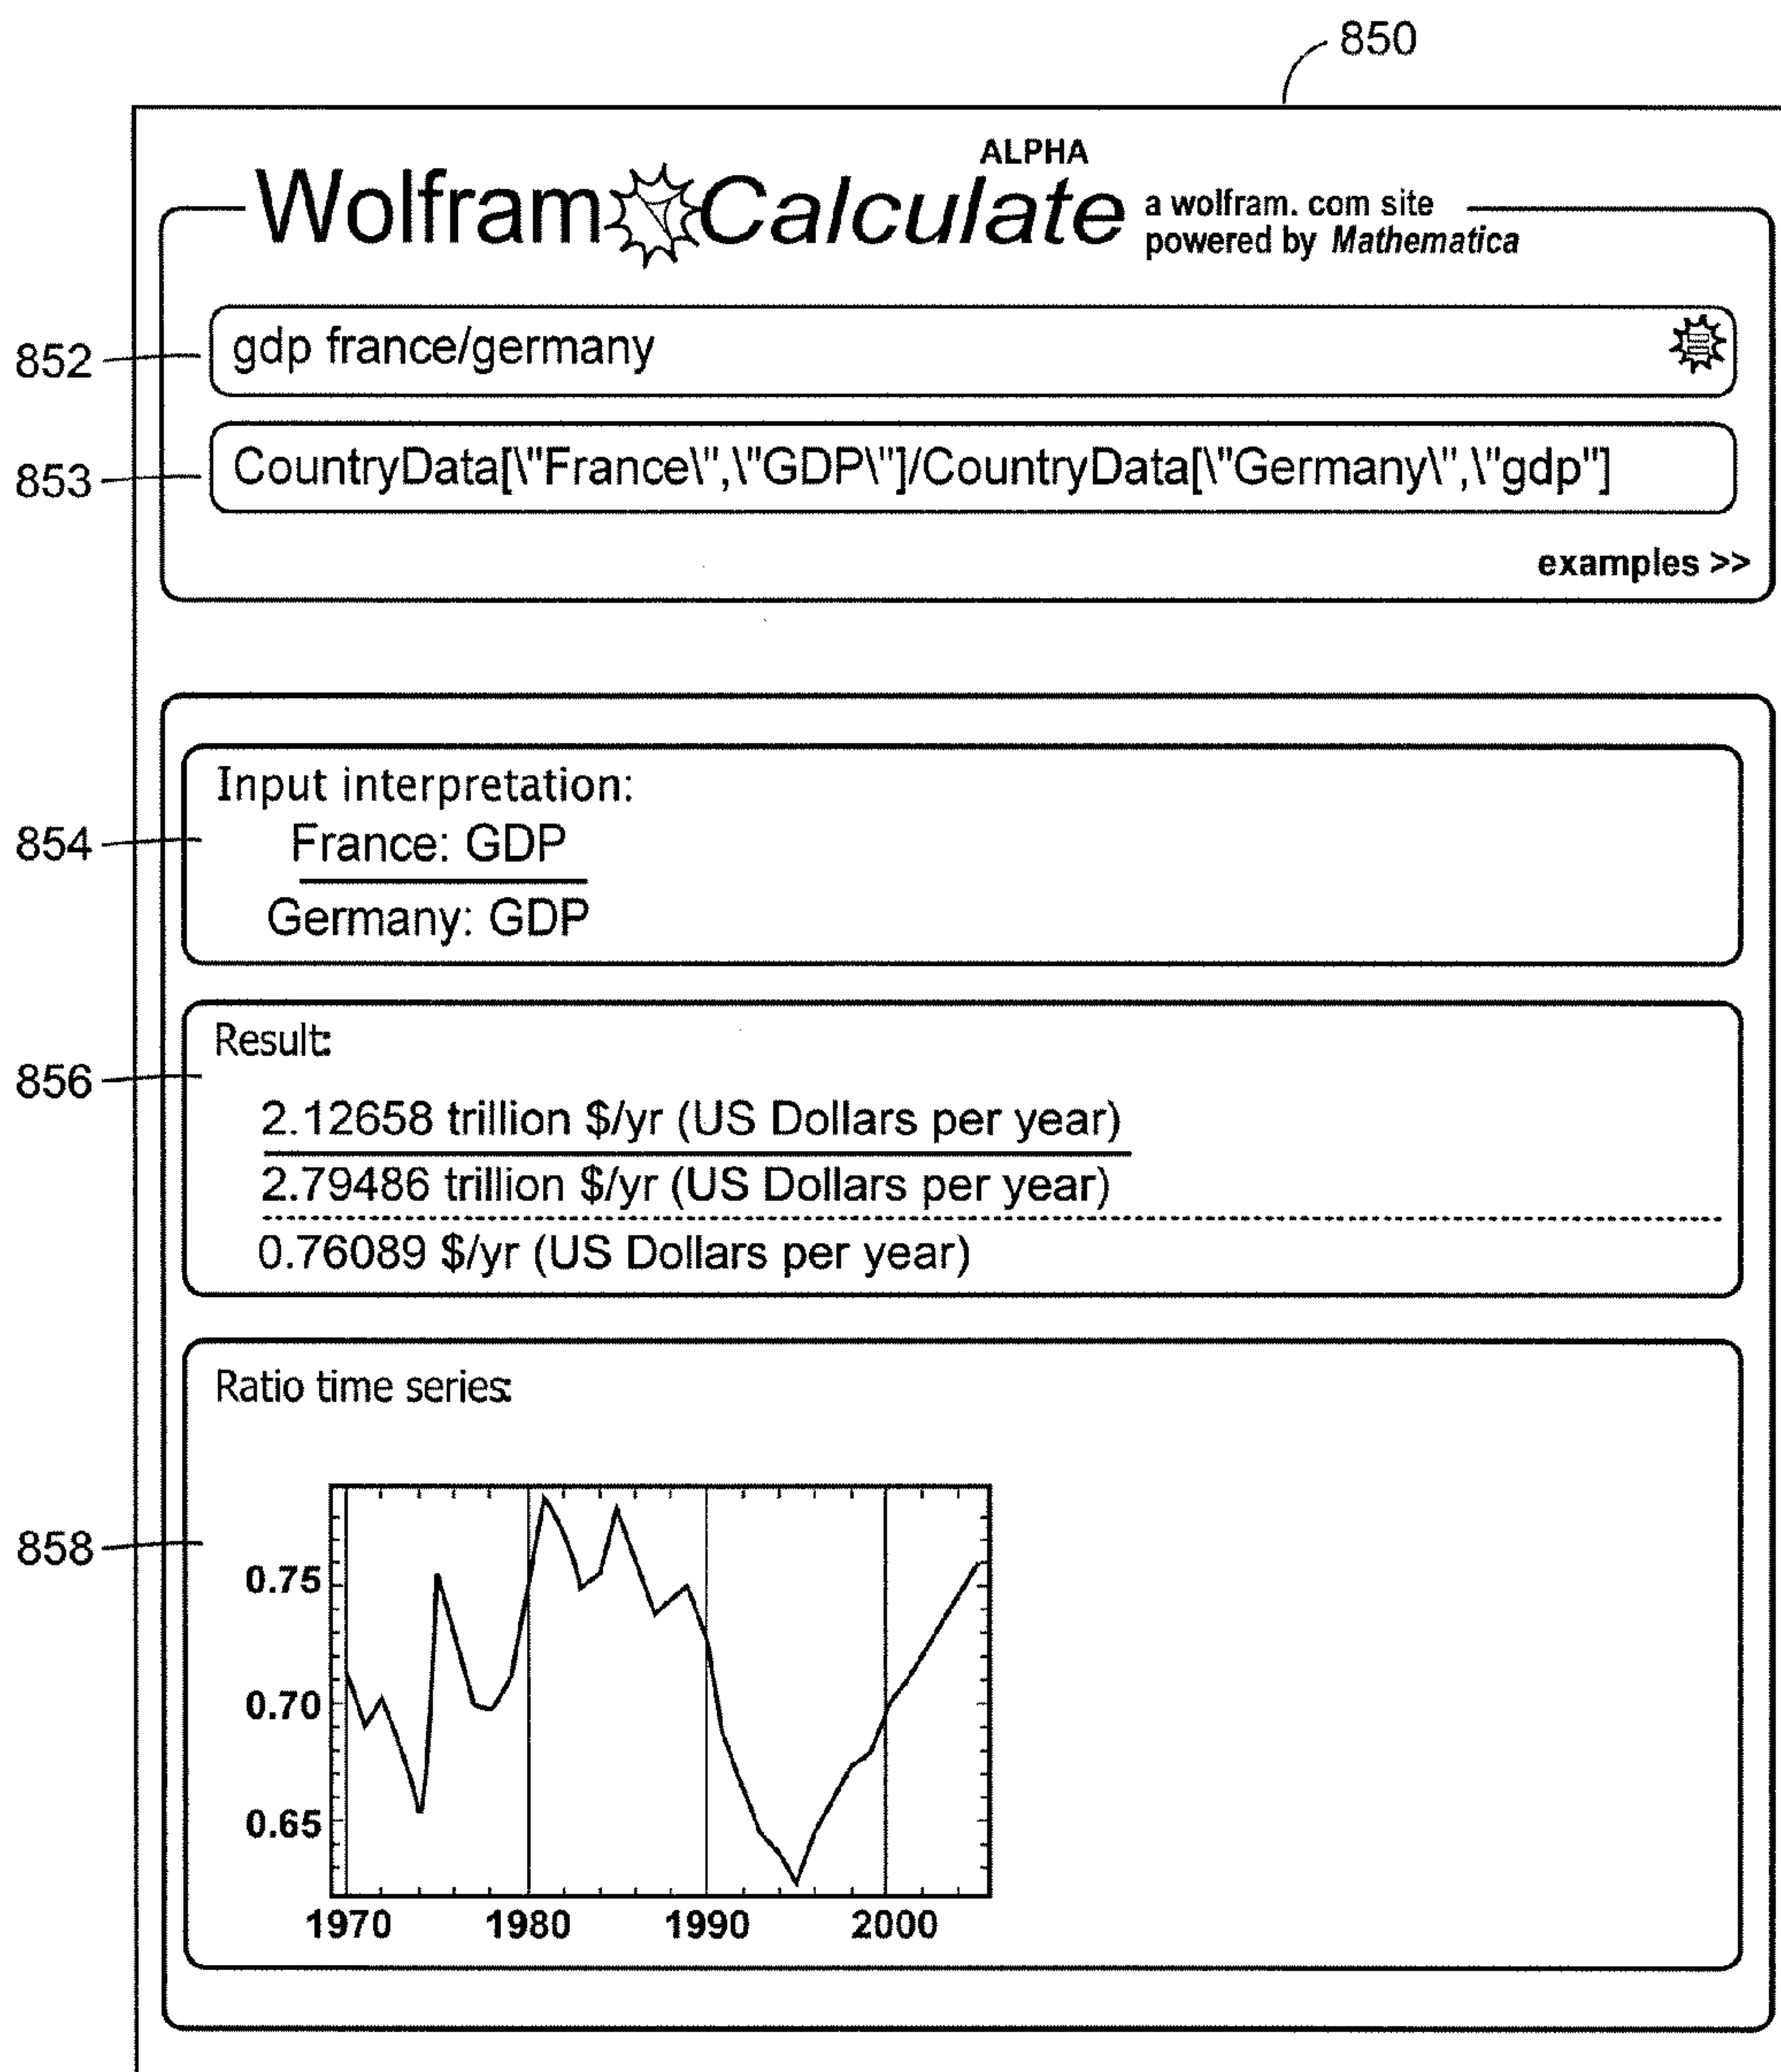 850
ALPHA
Wolfram Calculate a wolfram. com site
powered by Mathematica
852 gdp france/germany
853 CountryData[\"France\",\"GDP\"]/CountryData[\"Germany\",\"gdp"]
examples >>
Input interpretation:
854 France: GDP
Germany: GDP
Result:
856
2.12658 trillion $/yr (US Dollars per year)
2.79486 trillion $/yr (US Dollars per year)
0.76089 $/yr (US Dollars per year)
Ratio time series:
858
0.75
0.70
0.65
1970 1980 1990 2000